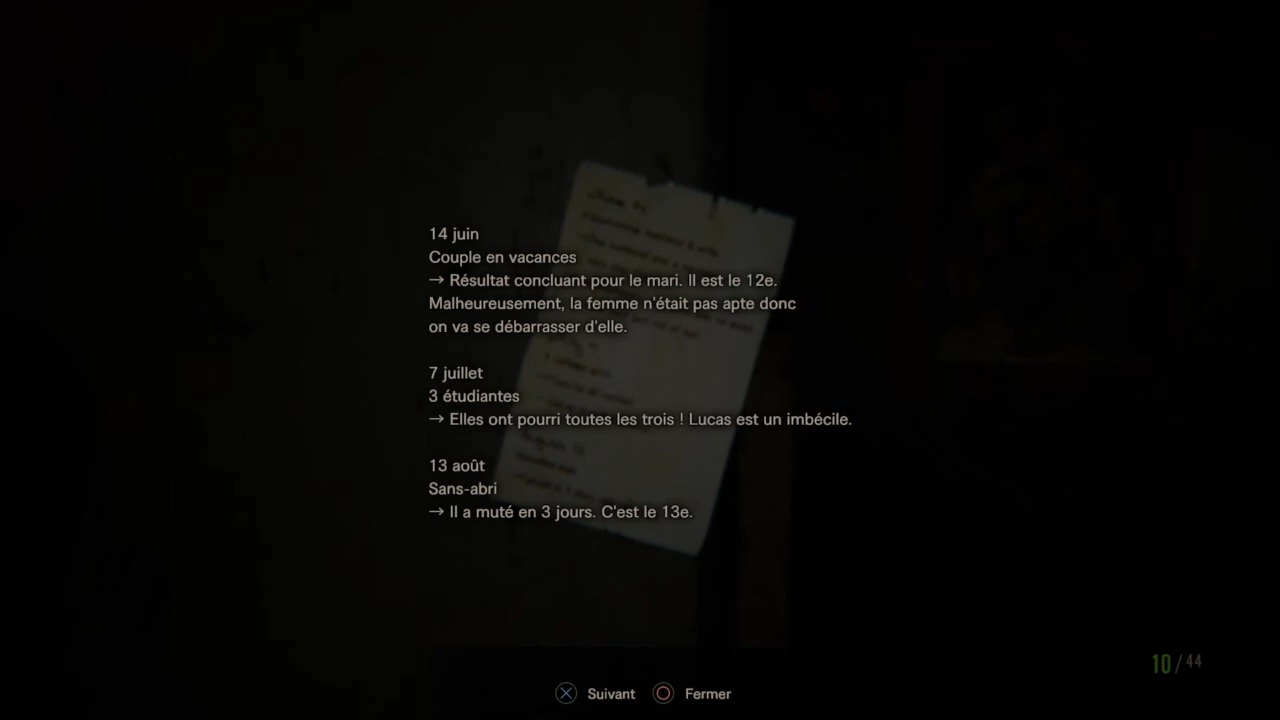 14 juin
Couple en vacances
→ Résultat concluant pour le mari. Il est le 12e.
Malheureusement, la femme n'était pas apte donc
on va se débarrasser d'elle.
7 juillet
3 étudiantes
→ Elles ont pourri toutes les trois ! Lucas est un imbécile.
13 août
Sans-abri
→ Il a muté en 3 jours. C'est le 13e.
10/44
Suivant Fermer